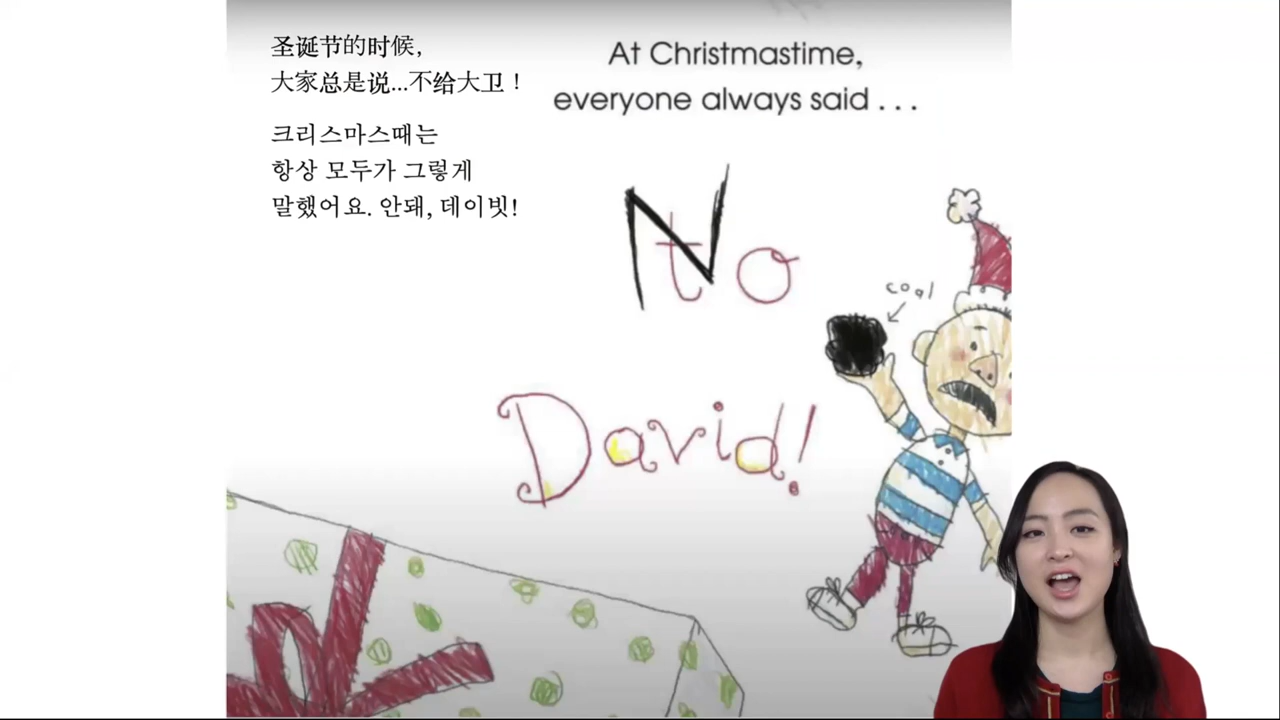 圣诞节的时候,
大家总是说...不给大卫！
크리스마스때는
항상 모두가 그렇게
말했어요. 안돼, 데이빗!
At Christmastime,
everyone always said . . .
No
coal
David!